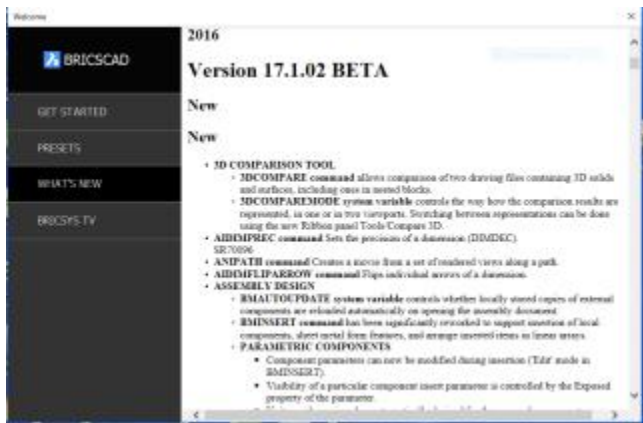 Welcome
2016
BRICSCAD
Version 17.1.02 BETA
GET STARTED
New
PRESETS
New
WHAT'S NEW
BRICSYS TV
• 3D COMPARISON TOOL
◦ 3DCOMPARE command allows comparison of two drawing files containing 3D solids
and surfaces, including ones in nested blocks.
◦ 3DCOMPAREMODE system variable controls the way how the comparison results are
represented, in one or in two viewports. Switching between representations can be done
using the new Ribbon panel Tools/Compare 3D.
• AIDIMPREC command Sets the precision of a dimension (DIMDEC).
SR70096
• ANIPATH command Creates a movie from a set of rendered views along a path.
• AIDIMFLIPARROW command Flips individual arrows of a dimension.
• ASSEMBLY DESIGN
◦ BMAUTOUPDATE system variable controls whether locally stored copies of external
components are reloaded automatically on opening the assembly document
◦ BMINSERT command has been significantly reworked to support insertion of local
components, sheet metal form features, and arrange inserted items in linear arrays.
◦ PARAMETRIC COMPONENTS
▪ Component parameters can now be modified during insertion ('Edit' mode in
BMINSERT).
▪ Visibility of a particular component insert parameter is controlled by the Exposed
property of the parameter